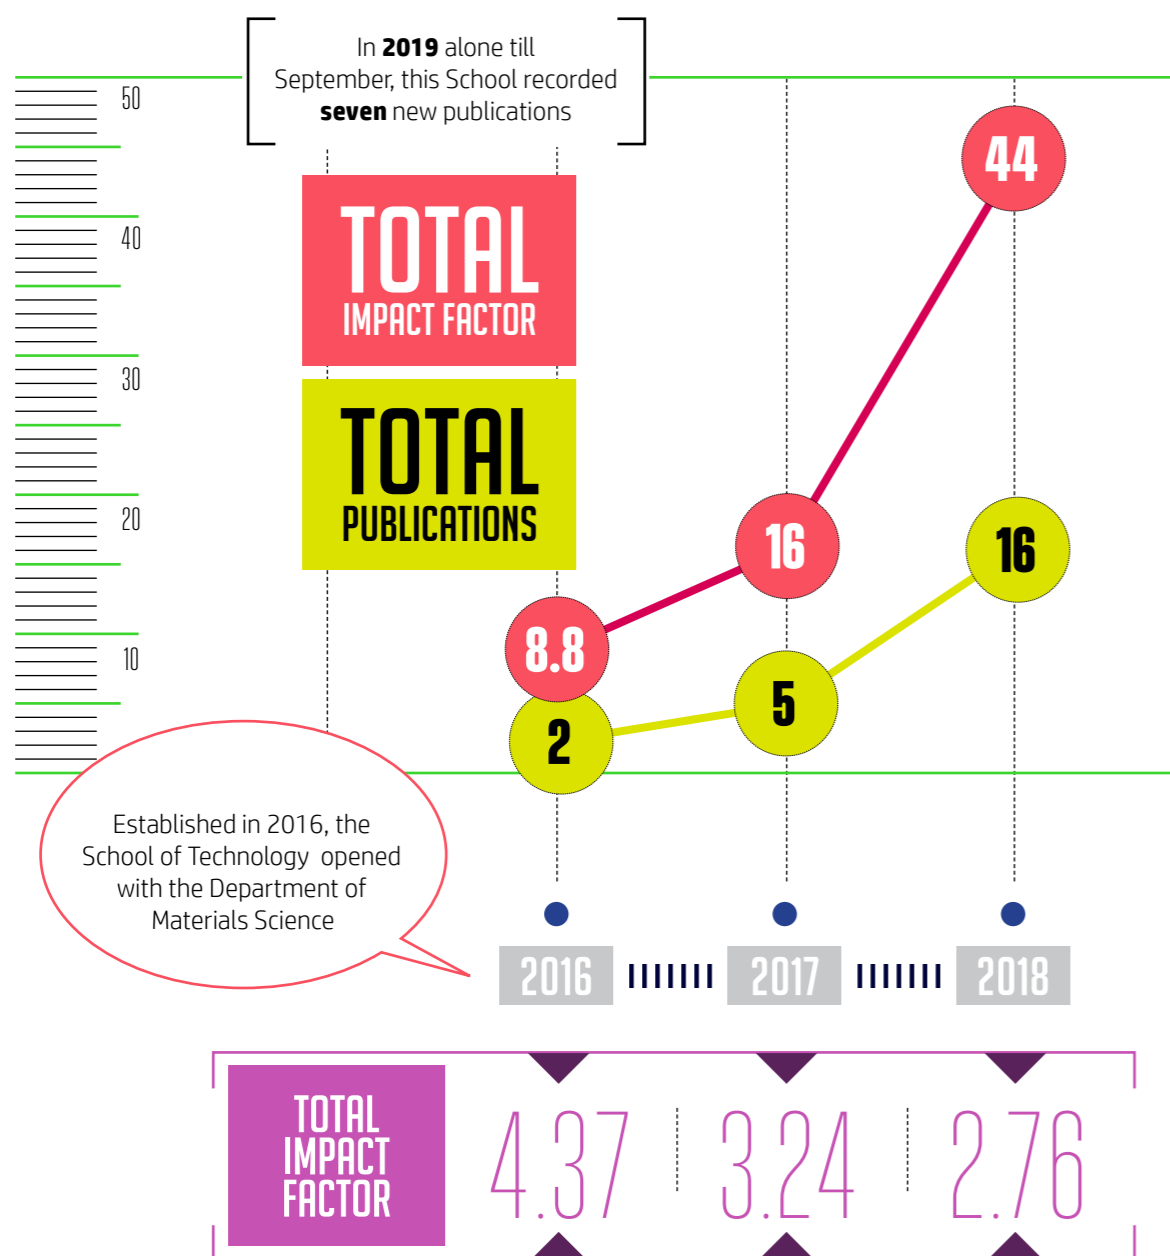 In 2019 alone till
September, this School recorded
seven new publications
50
40
30
20
10
TOTAL
IMPACT FACTOR
TOTAL
PUBLICATIONS
44
16
16
8.8
5
2
Established in 2016, the
School of Technology opened
with the Department of
Materials Science
2016
2017
2018
TOTAL
IMPACT
FACTOR
4.37
3.24
2.76